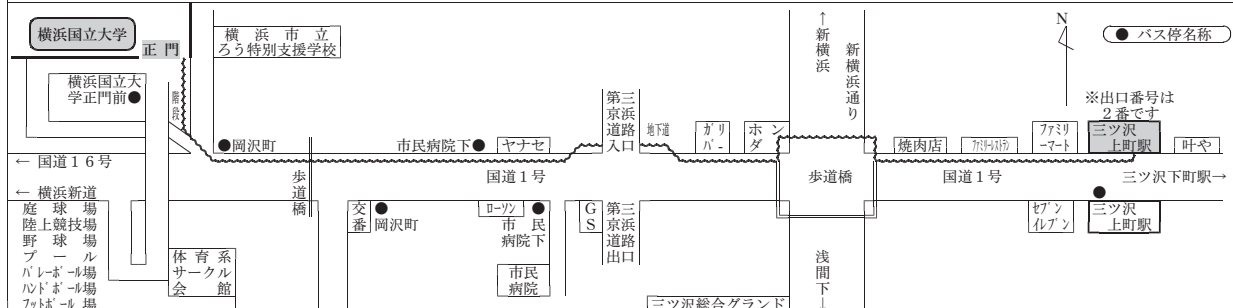 横浜国立大学
正門
横浜市立
ろう特別支援学校
横浜国立大
学正門前●
階段
←国道16号
←横浜新道
庭球場
陸上競技場
野球場
プール
バレーボール場
ハンドボール場
フットボール場
体育系
サークル
会館
●岡沢町
歩道橋
交番
●
岡沢町
市民病院下●
ヤナセ
国道1号
ローソン
●
市民
病院下
市民
病院
GS
第三京浜道路入口
第三京浜道路出口
地下道
ガリバー
ホンダ
↑新横浜
新横浜通り
歩道橋
浅間下↓
三ツ沢総合グランド
焼肉店
ファミリーレストラン
国道1号
ファミリ
ーマート
※出口番号は
2番です
三ツ沢
上町駅
叶や
三ツ沢下町駅→
●
セブン
イレブン
三ツ沢
上町駅
N
●バス停名称